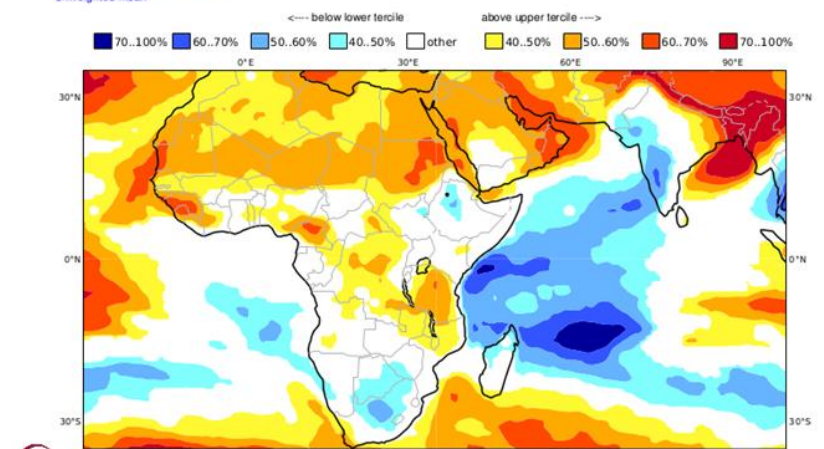 <---- below lower tercile above upper tercile ---->
70..100% 60..70% 50..60% 40..50% other 40..50% 50..60% 60..70% 70..100%
0°E 30°E 60°E 90°E
30°N 30°N
0°N 0°N
30°S 30°S